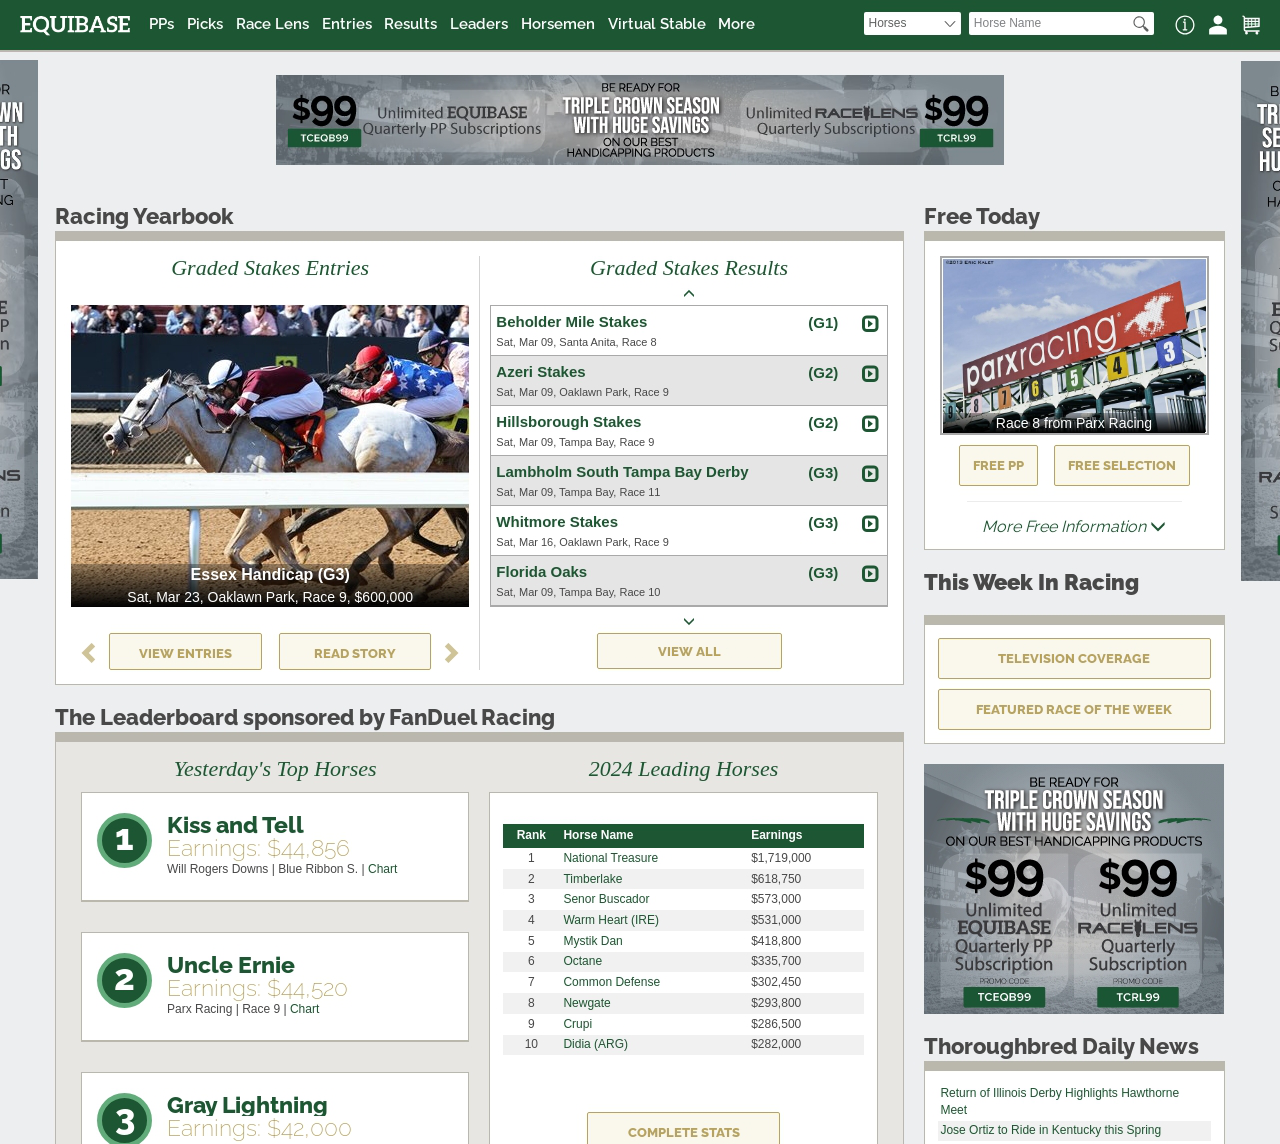 EQUIBASE PPs Picks Race Lens Entries Results Leaders Horsemen Virtual Stable More Horses Horse Name
BE READY FOR
TRIPLE CROWN SEASON
WITH HUGE SAVINGS
ON OUR BEST
HANDICAPPING PRODUCTS
$99 Unlimited EQUIBASE
Quarterly PP Subscriptions
TCEQB99
Unlimited RACE LENS $99
Quarterly Subscriptions
TCRL99
Racing Yearbook
Graded Stakes Entries
Essex Handicap (G3)
Sat, Mar 23, Oaklawn Park, Race 9, $600,000
VIEW ENTRIES READ STORY
Graded Stakes Results
Beholder Mile Stakes (G1)
Sat, Mar 09, Santa Anita, Race 8
Azeri Stakes (G2)
Sat, Mar 09, Oaklawn Park, Race 9
Hillsborough Stakes (G2)
Sat, Mar 09, Tampa Bay, Race 9
Lambholm South Tampa Bay Derby (G3)
Sat, Mar 09, Tampa Bay, Race 11
Whitmore Stakes (G3)
Sat, Mar 16, Oaklawn Park, Race 9
Florida Oaks (G3)
Sat, Mar 09, Tampa Bay, Race 10
VIEW ALL
Free Today
©2013 ERIC KALET
parxracing
8 7 6 5 4 3
Race 8 from Parx Racing
FREE PP FREE SELECTION
More Free Information
This Week In Racing
TELEVISION COVERAGE
FEATURED RACE OF THE WEEK
The Leaderboard sponsored by FanDuel Racing
Yesterday's Top Horses
1 Kiss and Tell
Earnings: $44,856
Will Rogers Downs | Blue Ribbon S. | Chart
2 Uncle Ernie
Earnings: $44,520
Parx Racing | Race 9 | Chart
3 Gray Lightning
Earnings: $42,000
2024 Leading Horses
Rank Horse Name Earnings
1 National Treasure $1,719,000
2 Timberlake $618,750
3 Senor Buscador $573,000
4 Warm Heart (IRE) $531,000
5 Mystik Dan $418,800
6 Octane $335,700
7 Common Defense $302,450
8 Newgate $293,800
9 Crupi $286,500
10 Didia (ARG) $282,000
COMPLETE STATS
BE READY FOR
TRIPLE CROWN SEASON
WITH HUGE SAVINGS
ON OUR BEST HANDICAPPING PRODUCTS
$99 $99
Unlimited
EQUIBASE
Quarterly PP
Subscription
PROMO CODE
TCEQB99
Unlimited
RACE LENS
Quarterly
Subscription
PROMO CODE
TCRL99
Thoroughbred Daily News
Return of Illinois Derby Highlights Hawthorne
Meet
Jose Ortiz to Ride in Kentucky this Spring